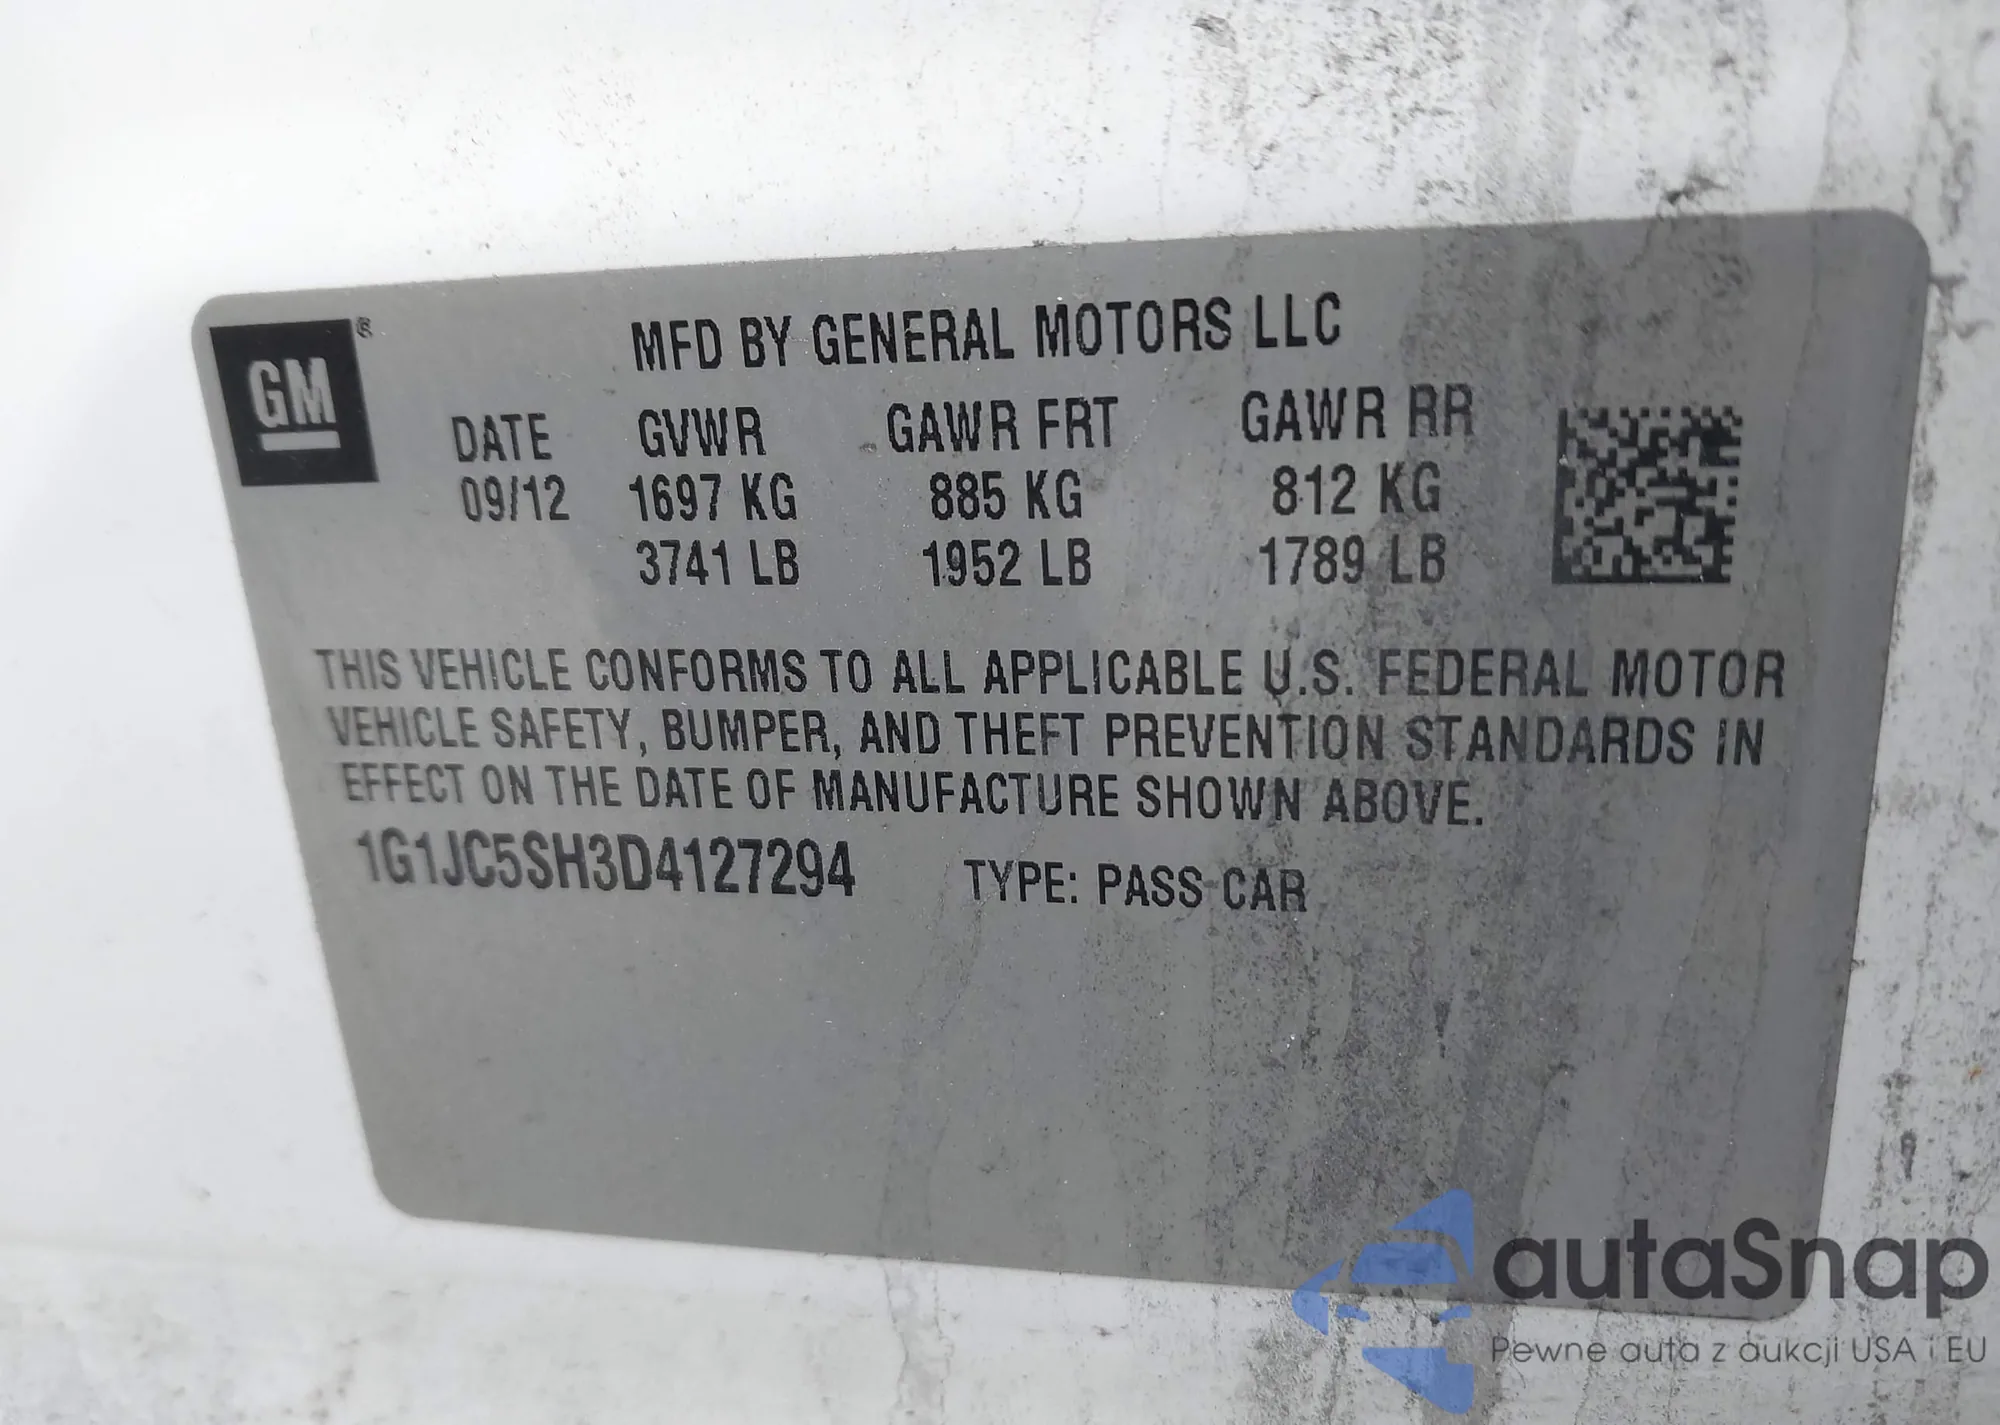 GM ®
MFD BY GENERAL MOTORS LLC
DATE GVWR GAWR FRT GAWR RR
09/12 1697 KG 885 KG 812 KG
3741 LB 1952 LB 1789 LB
THIS VEHICLE CONFORMS TO ALL APPLICABLE U.S. FEDERAL MOTOR
VEHICLE SAFETY, BUMPER, AND THEFT PREVENTION STANDARDS IN
EFFECT ON THE DATE OF MANUFACTURE SHOWN ABOVE.
1G1JC5SH3D4127294 TYPE: PASS CAR
autaSnap
Pewne auta z aukcji USA i EU